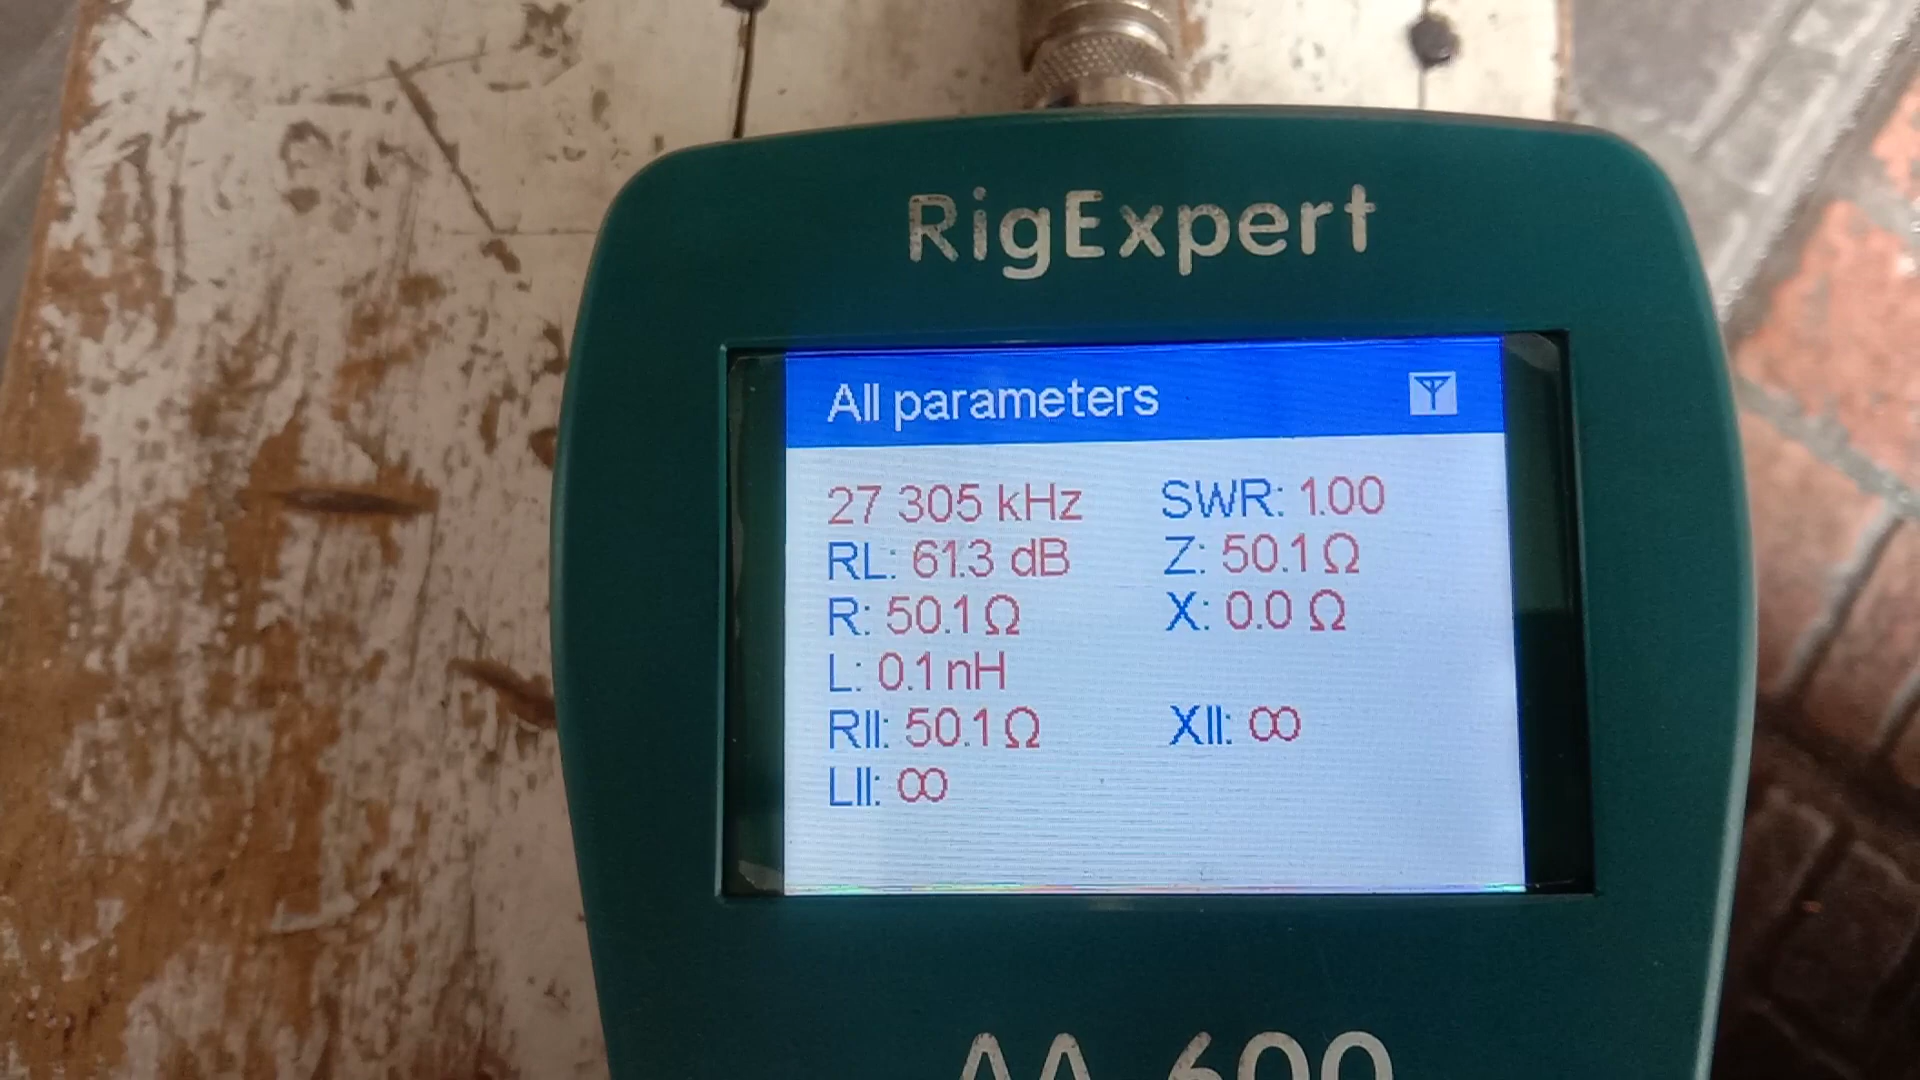 RigExpert
All parameters
27 305 kHz SWR: 1.00
RL: 61.3 dB Z: 50.1 Ω
R: 50.1 Ω X: 0.0 Ω
L: 0.1 nH
RII: 50.1 Ω XII: ∞
LII: ∞
AA-600